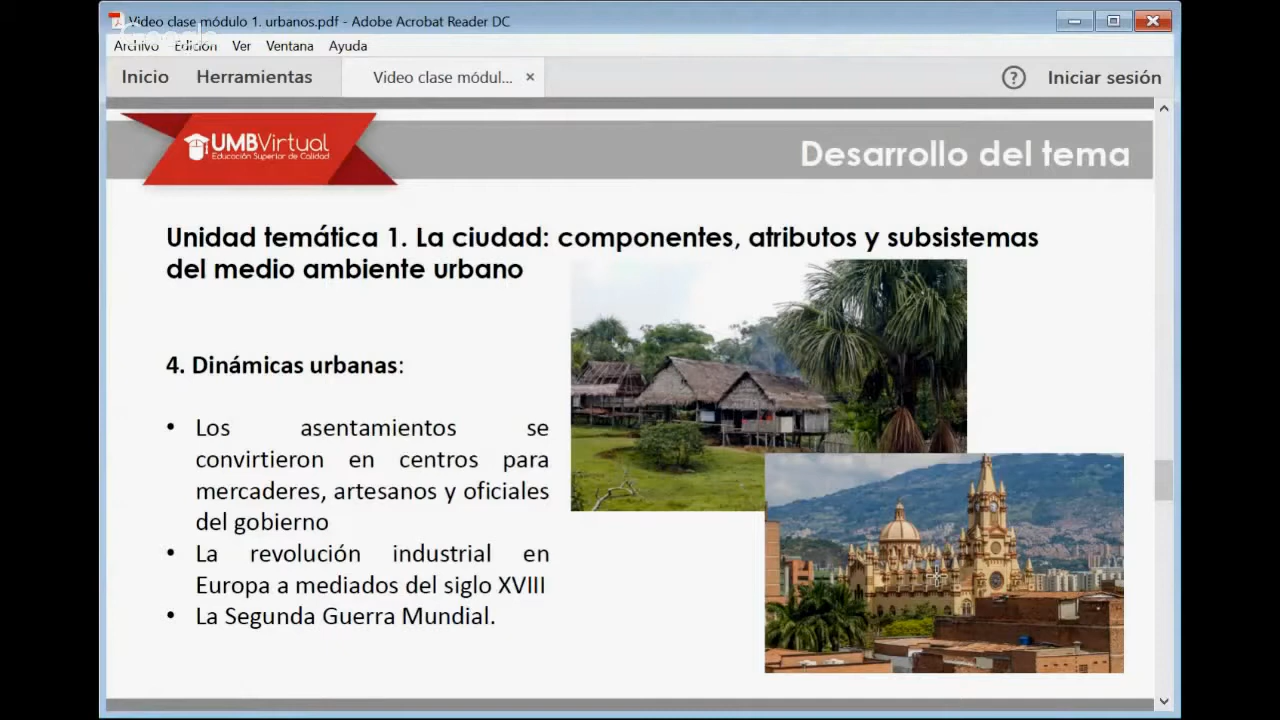 Video clase módulo 1. urbanos.pdf - Adobe Acrobat Reader DC
Google
Archivo Edición Ver Ventana Ayuda
Inicio Herramientas Video clase módul... × ? Iniciar sesión
UMBVirtual
Educación Superior de Calidad
Desarrollo del tema
Unidad temática 1. La ciudad: componentes, atributos y subsistemas
del medio ambiente urbano
4. Dinámicas urbanas:
• Los asentamientos se
convirtieron en centros para
mercaderes, artesanos y oficiales
del gobierno
• La revolución industrial en
Europa a mediados del siglo XVIII
• La Segunda Guerra Mundial.